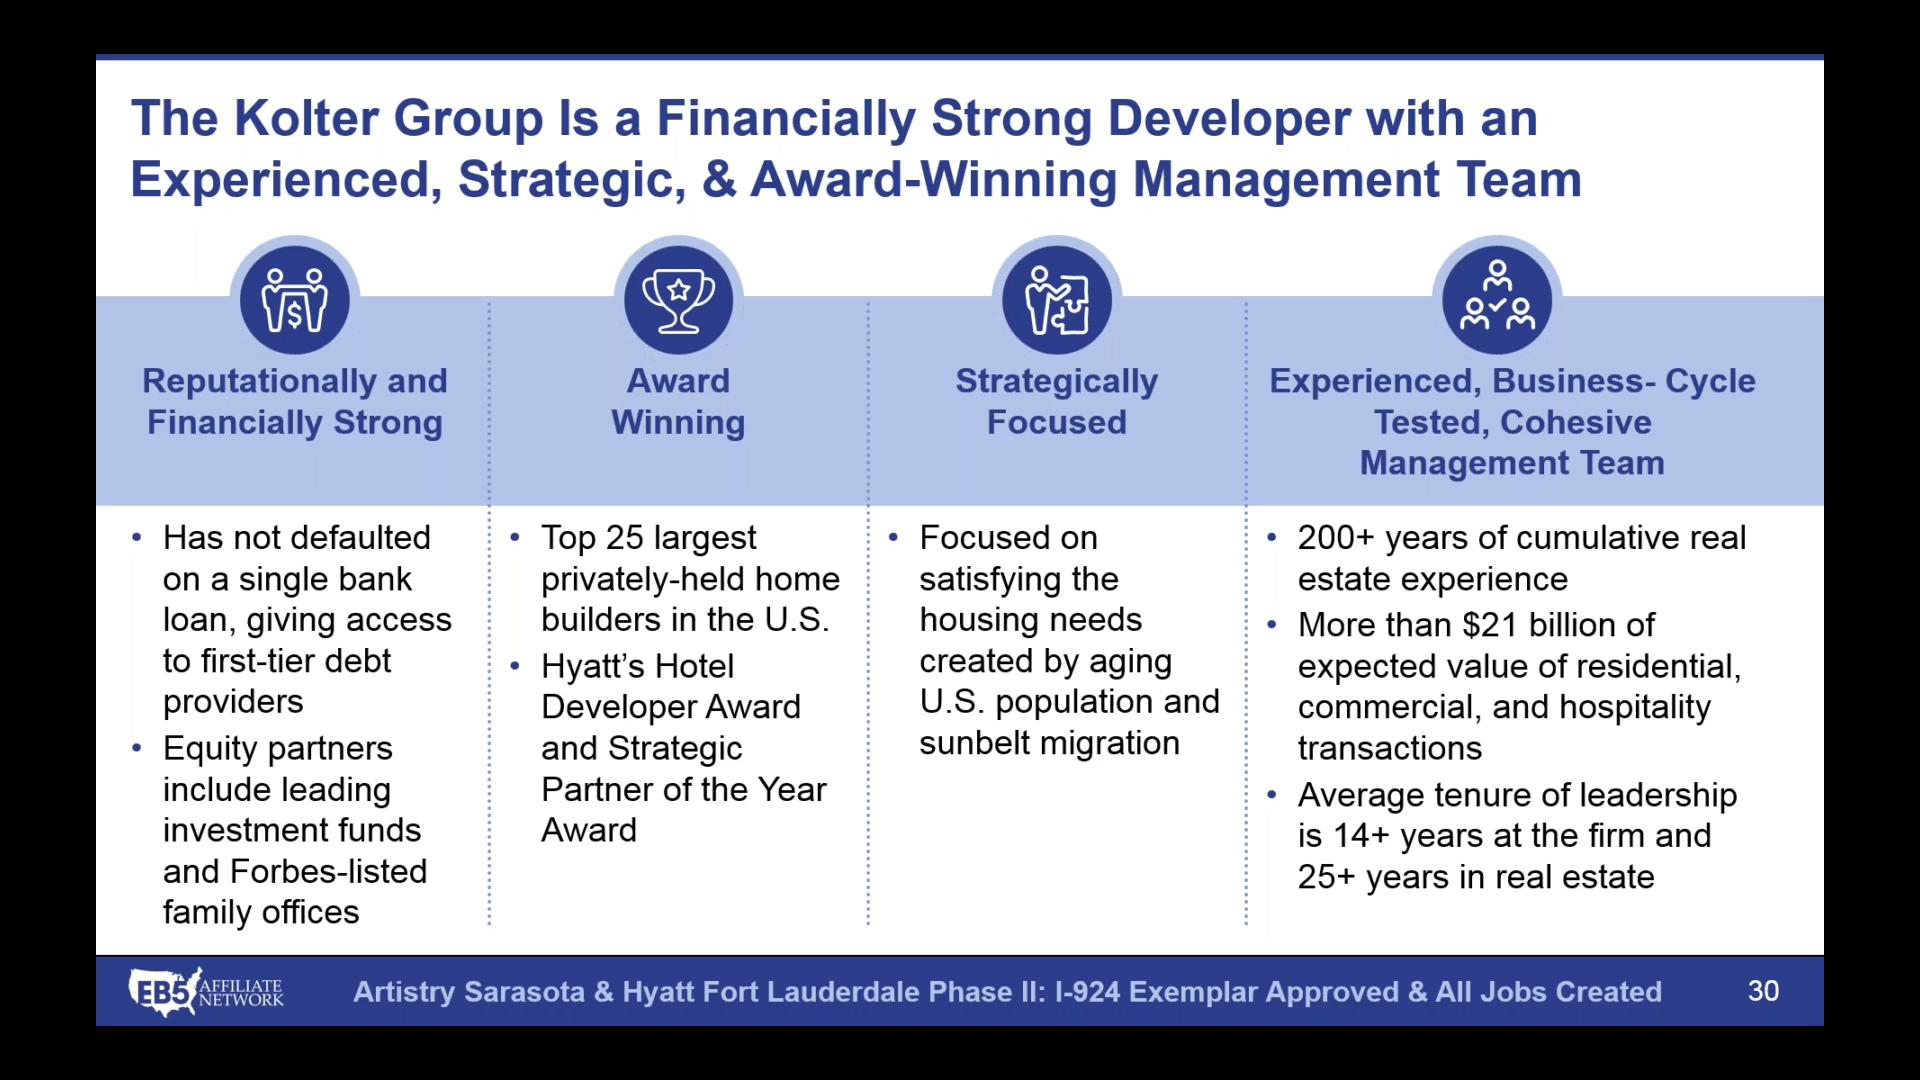 The Kolter Group Is a Financially Strong Developer with an
Experienced, Strategic, & Award-Winning Management Team
Reputationally and
Financially Strong
• Has not defaulted
on a single bank
loan, giving access
to first-tier debt
providers
• Equity partners
include leading
investment funds
and Forbes-listed
family offices
Award
Winning
• Top 25 largest
privately-held home
builders in the U.S.
• Hyatt’s Hotel
Developer Award
and Strategic
Partner of the Year
Award
Strategically
Focused
• Focused on
satisfying the
housing needs
created by aging
U.S. population and
sunbelt migration
Experienced, Business- Cycle
Tested, Cohesive
Management Team
• 200+ years of cumulative real
estate experience
• More than $21 billion of
expected value of residential,
commercial, and hospitality
transactions
• Average tenure of leadership
is 14+ years at the firm and
25+ years in real estate
EB5 AFFILIATE
NETWORK
Artistry Sarasota & Hyatt Fort Lauderdale Phase II: I-924 Exemplar Approved & All Jobs Created
30